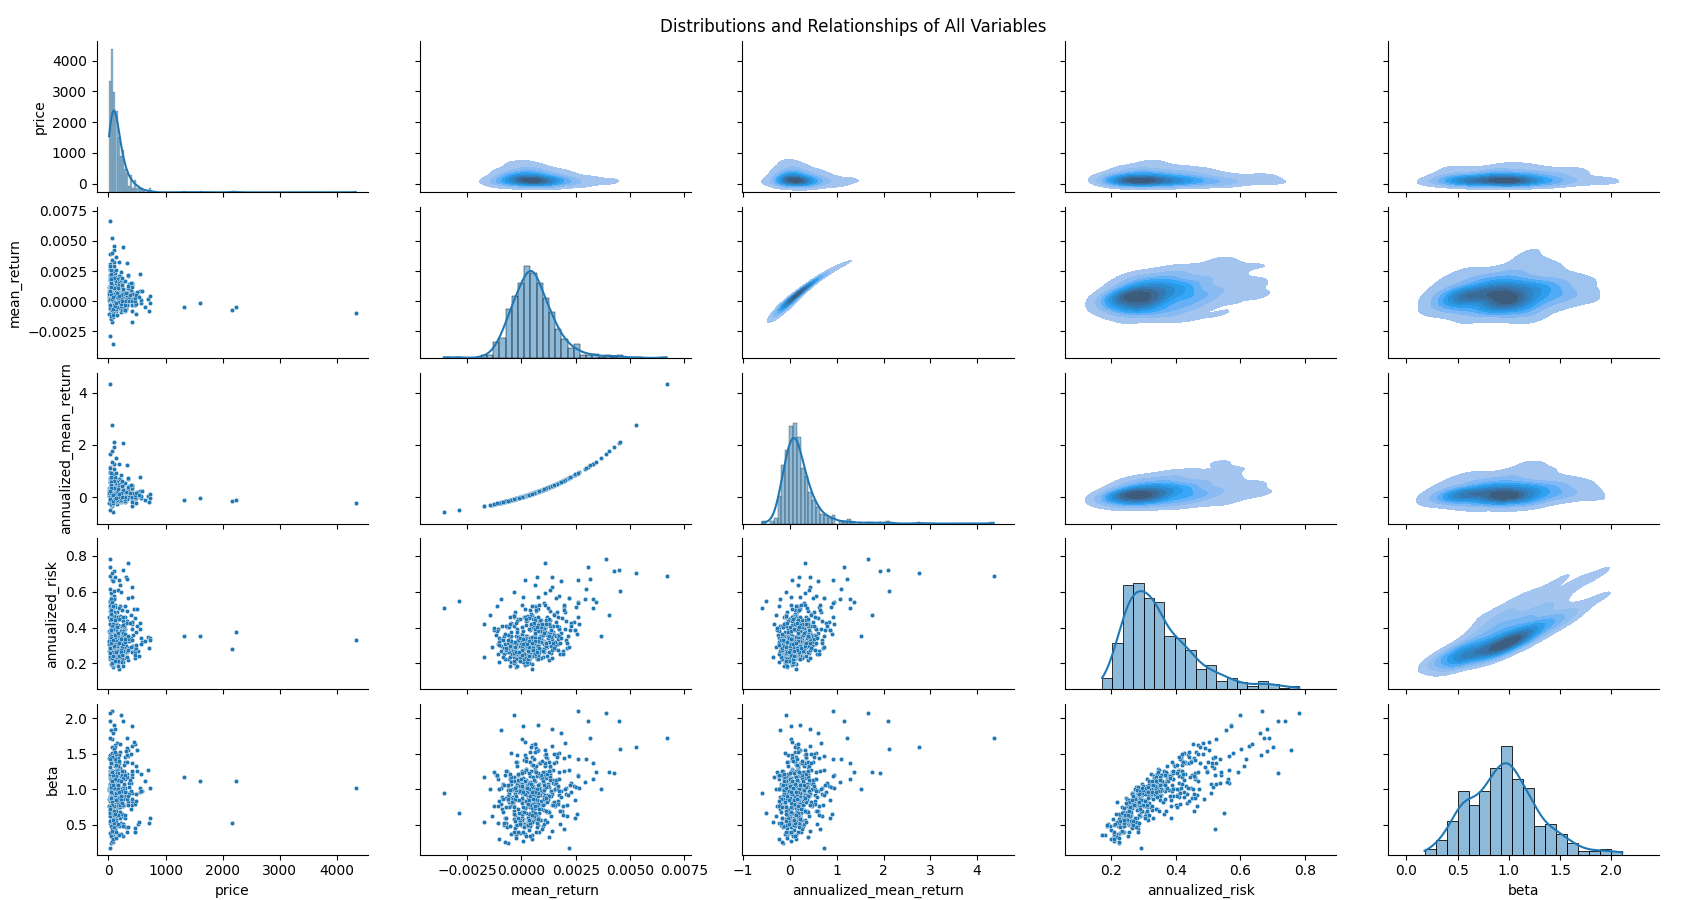 Distributions and Relationships of All Variables
4000
3000
2000
1000
0
price
0.0075
0.0050
0.0025
0.0000
−0.0025
mean_return
4
2
0
annualized_mean_return
0.8
0.6
0.4
0.2
annualized_risk
2.0
1.5
1.0
0.5
beta
0 1000 2000 3000 4000
−0.0025 0.0000 0.0025 0.0050 0.0075
−1 0 1 2 3 4
0.2 0.4 0.6 0.8
0.0 0.5 1.0 1.5 2.0
price
mean_return
annualized_mean_return
annualized_risk
beta